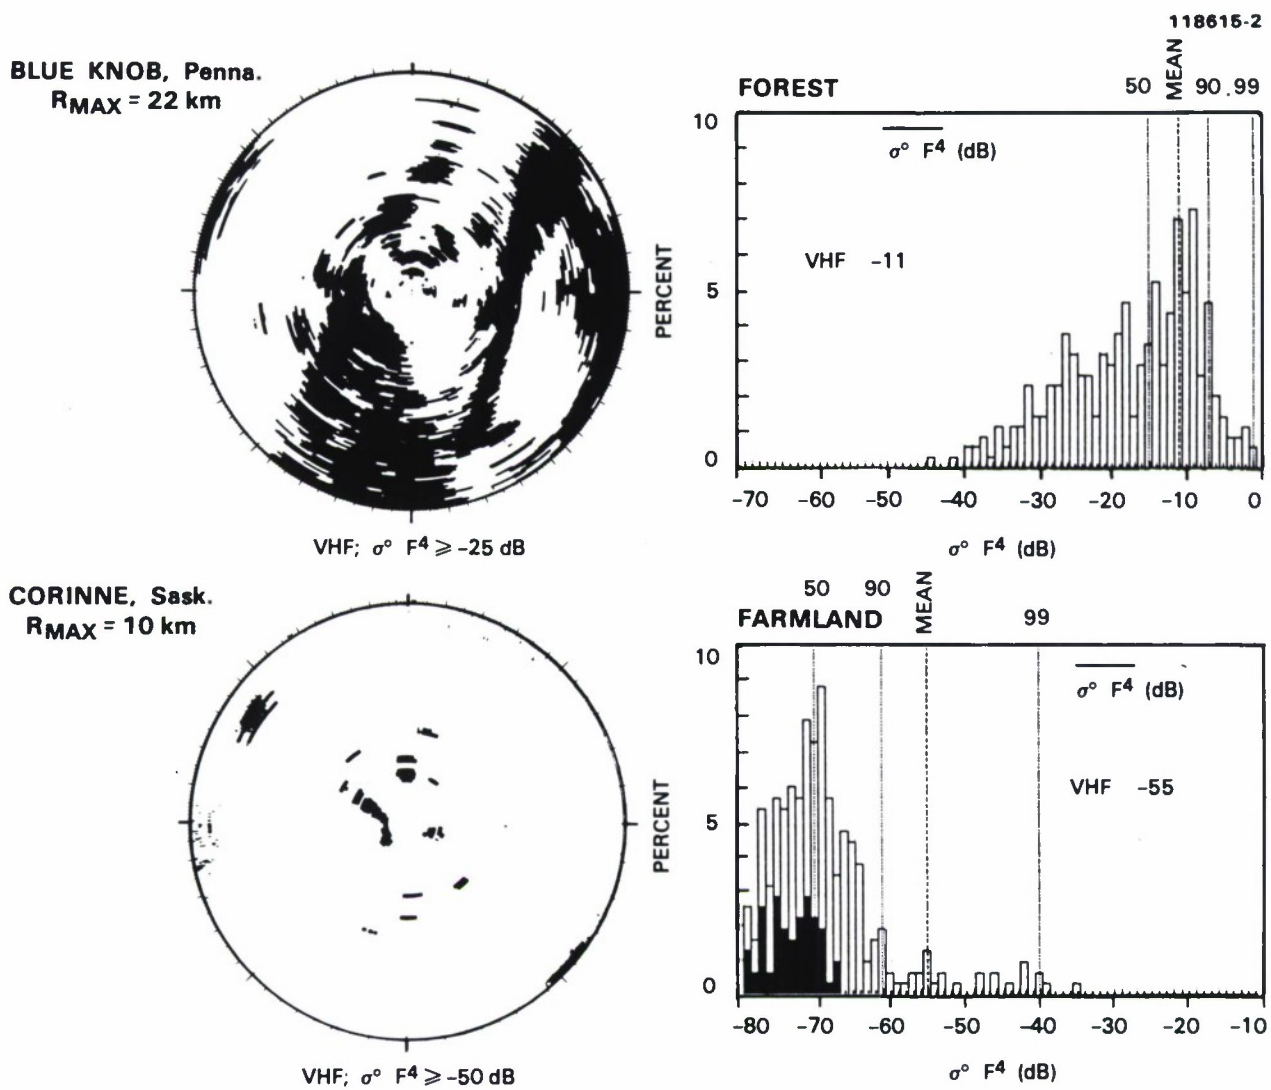 118615-2
BLUE KNOB, Penna.
RMAX = 22 km
VHF; σ° F⁴ ⩾ -25 dB
FOREST
50 MEAN 90 .99
10
5
0
PERCENT
σ° F⁴ (dB)
VHF -11
-70 -60 -50 -40 -30 -20 -10 0
σ° F⁴ (dB)
CORINNE, Sask.
RMAX = 10 km
VHF; σ° F⁴ ⩾ -50 dB
FARMLAND
50 90 MEAN 99
10
5
0
PERCENT
σ° F⁴ (dB)
VHF -55
-80 -70 -60 -50 -40 -30 -20 -10
σ° F⁴ (dB)